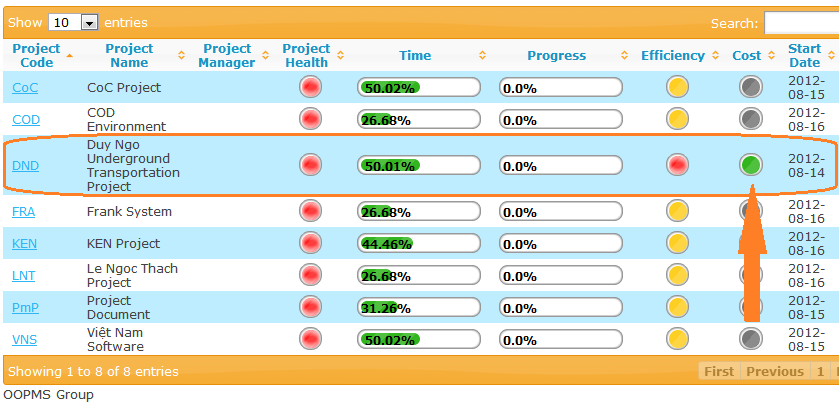 Show 10 entries Search:
Project Code Project Name Project Manager Project Health Time Progress Efficiency Cost Start Date
CoC CoC Project 50.02% 0.0% 2012-08-15
COD COD Environment 26.68% 0.0% 2012-08-16
DND Duy Ngo Underground Transportation Project 50.01% 0.0% 2012-08-14
FRA Frank System 26.68% 0.0% 2012-08-16
KEN KEN Project 44.46% 0.0% 2012-08-16
LNT Le Ngoc Thach Project 26.68% 0.0% 2012-08-16
PmP Project Document 31.26% 0.0% 2012-08-15
VNS Việt Nam Software 50.02% 0.0% 2012-08-15
Showing 1 to 8 of 8 entries First Previous 1
OOPMS Group